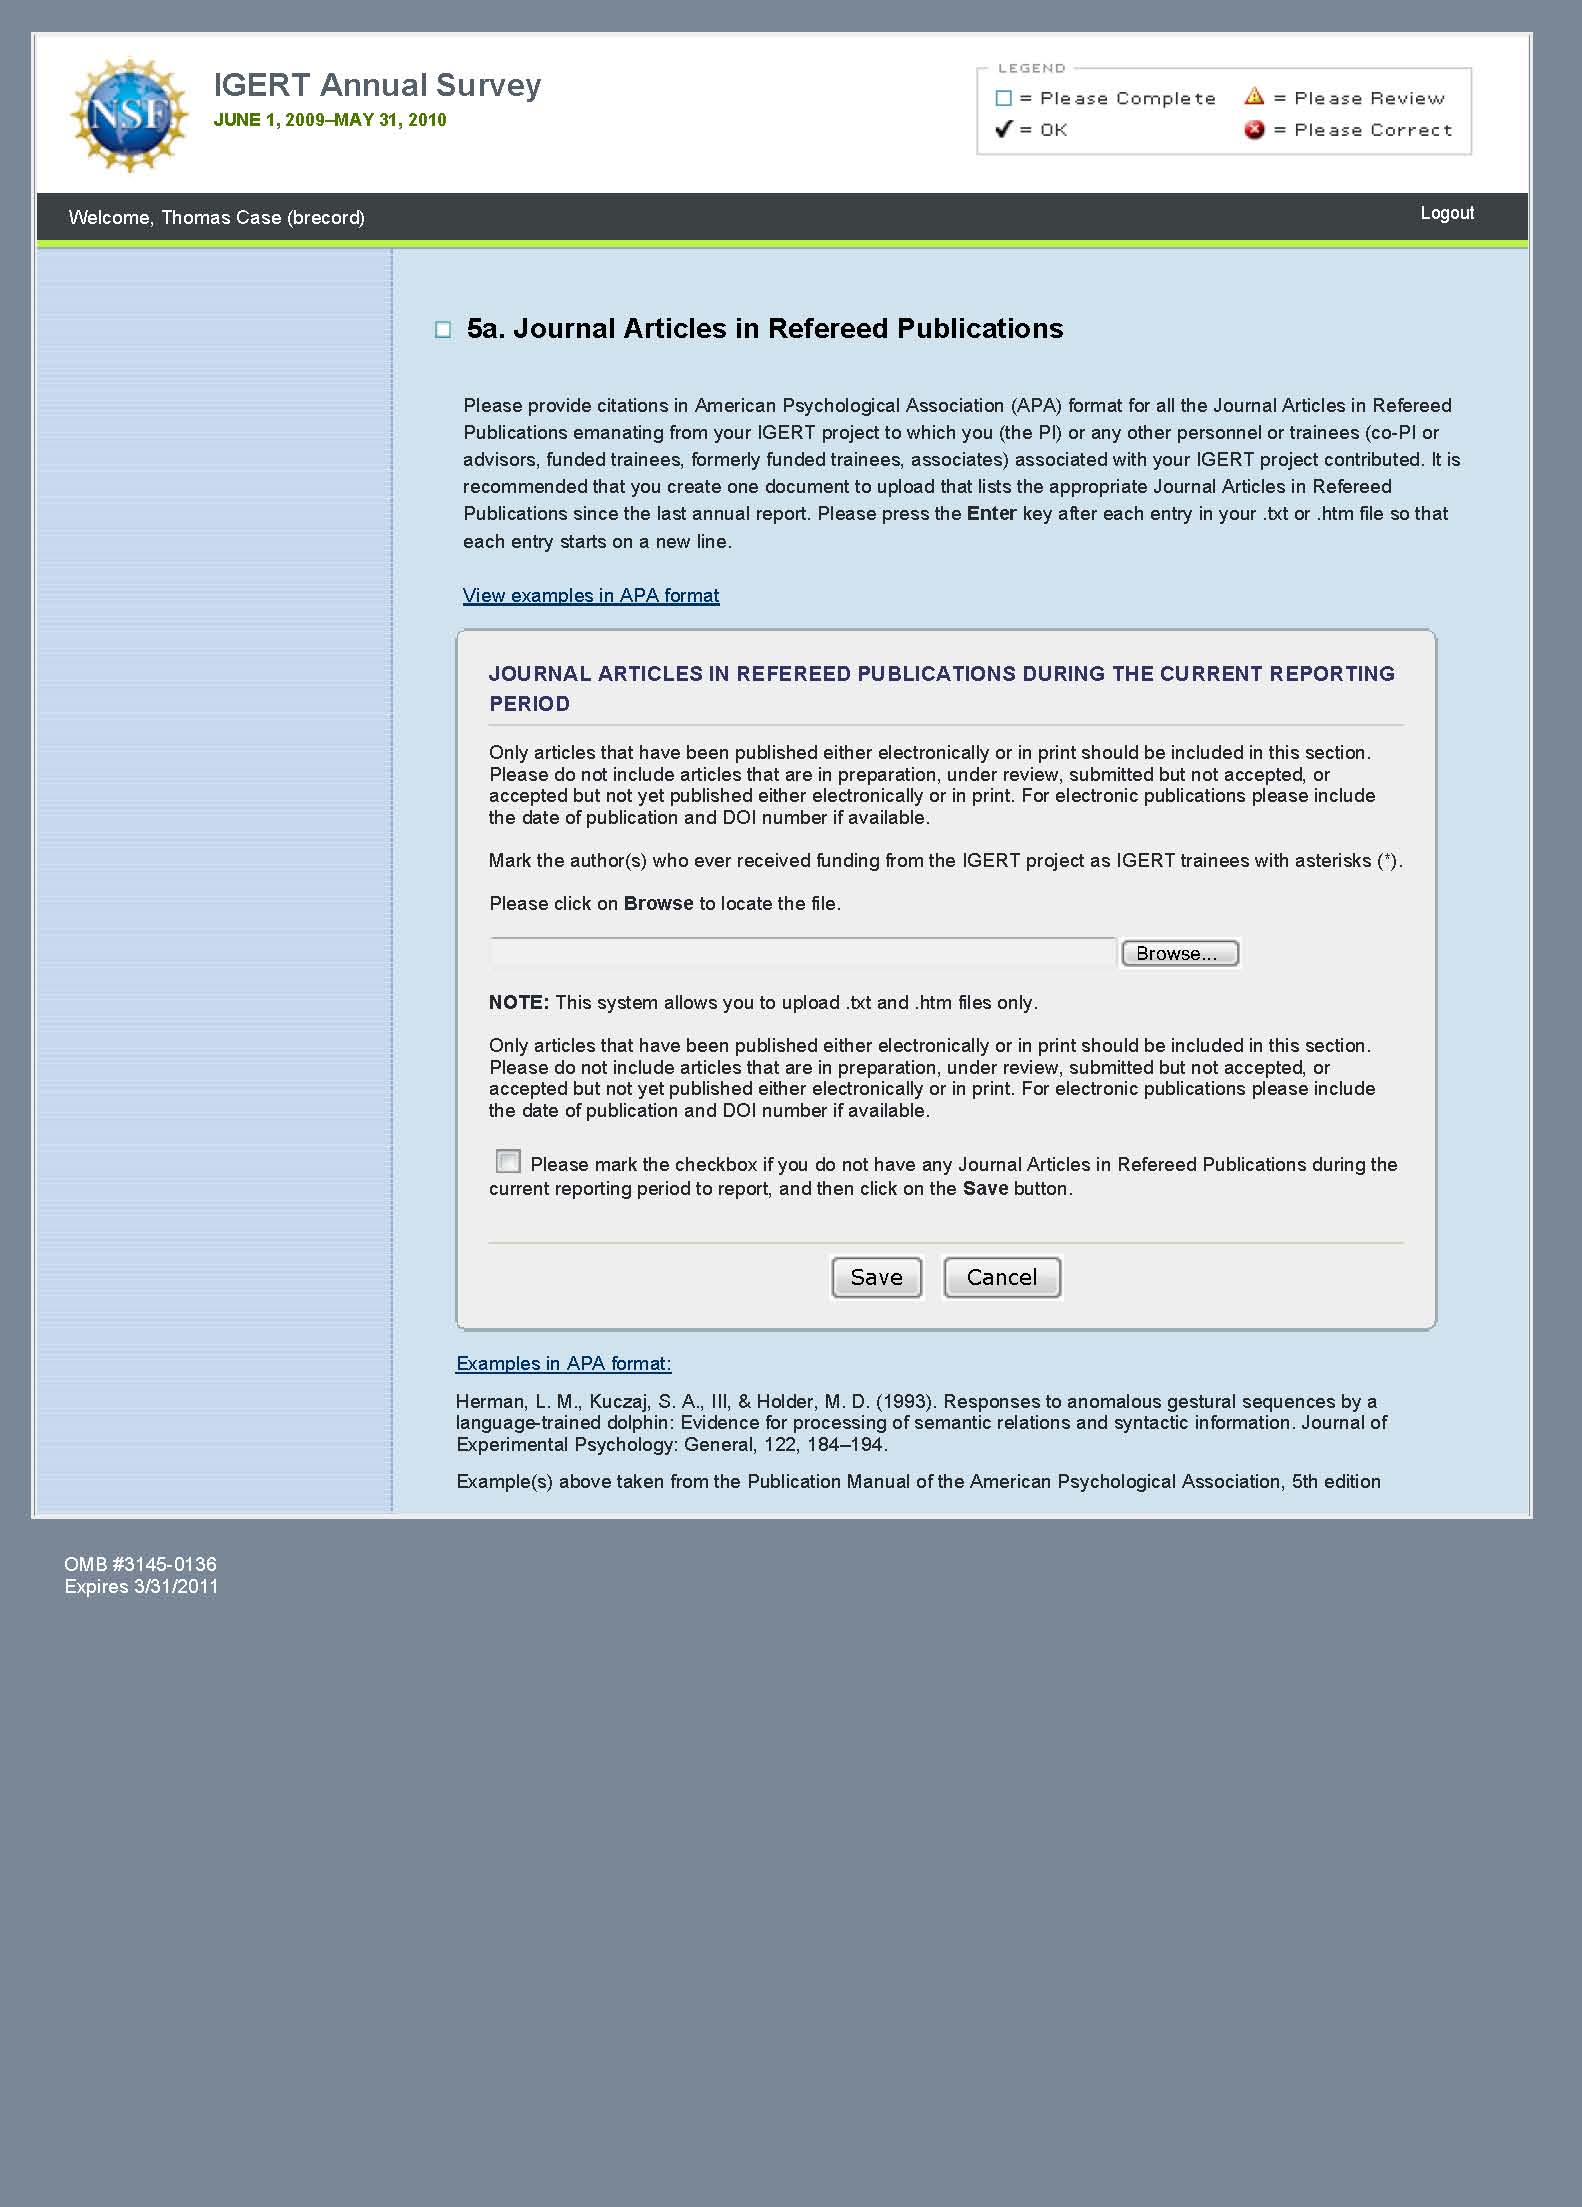 NSF
IGERT Annual Survey
JUNE 1, 2009–MAY 31, 2010
LEGEND
= Please Complete
= Please Review
= OK
= Please Correct
Welcome, Thomas Case (brecord)
Logout
5a. Journal Articles in Refereed Publications
Please provide citations in American Psychological Association (APA) format for all the Journal Articles in Refereed
Publications emanating from your IGERT project to which you (the PI) or any other personnel or trainees (co-PI or
advisors, funded trainees, formerly funded trainees, associates) associated with your IGERT project contributed. It is
recommended that you create one document to upload that lists the appropriate Journal Articles in Refereed
Publications since the last annual report. Please press the Enter key after each entry in your .txt or .htm file so that
each entry starts on a new line.
View examples in APA format
JOURNAL ARTICLES IN REFEREED PUBLICATIONS DURING THE CURRENT REPORTING
PERIOD
Only articles that have been published either electronically or in print should be included in this section.
Please do not include articles that are in preparation, under review, submitted but not accepted, or
accepted but not yet published either electronically or in print. For electronic publications please include
the date of publication and DOI number if available.
Mark the author(s) who ever received funding from the IGERT project as IGERT trainees with asterisks (*).
Please click on Browse to locate the file.
Browse...
NOTE: This system allows you to upload .txt and .htm files only.
Only articles that have been published either electronically or in print should be included in this section.
Please do not include articles that are in preparation, under review, submitted but not accepted, or
accepted but not yet published either electronically or in print. For electronic publications please include
the date of publication and DOI number if available.
Please mark the checkbox if you do not have any Journal Articles in Refereed Publications during the
current reporting period to report, and then click on the Save button.
Save
Cancel
Examples in APA format:
Herman, L. M., Kuczaj, S. A., III, & Holder, M. D. (1993). Responses to anomalous gestural sequences by a
language-trained dolphin: Evidence for processing of semantic relations and syntactic information. Journal of
Experimental Psychology: General, 122, 184–194.
Example(s) above taken from the Publication Manual of the American Psychological Association, 5th edition
OMB #3145-0136
Expires 3/31/2011